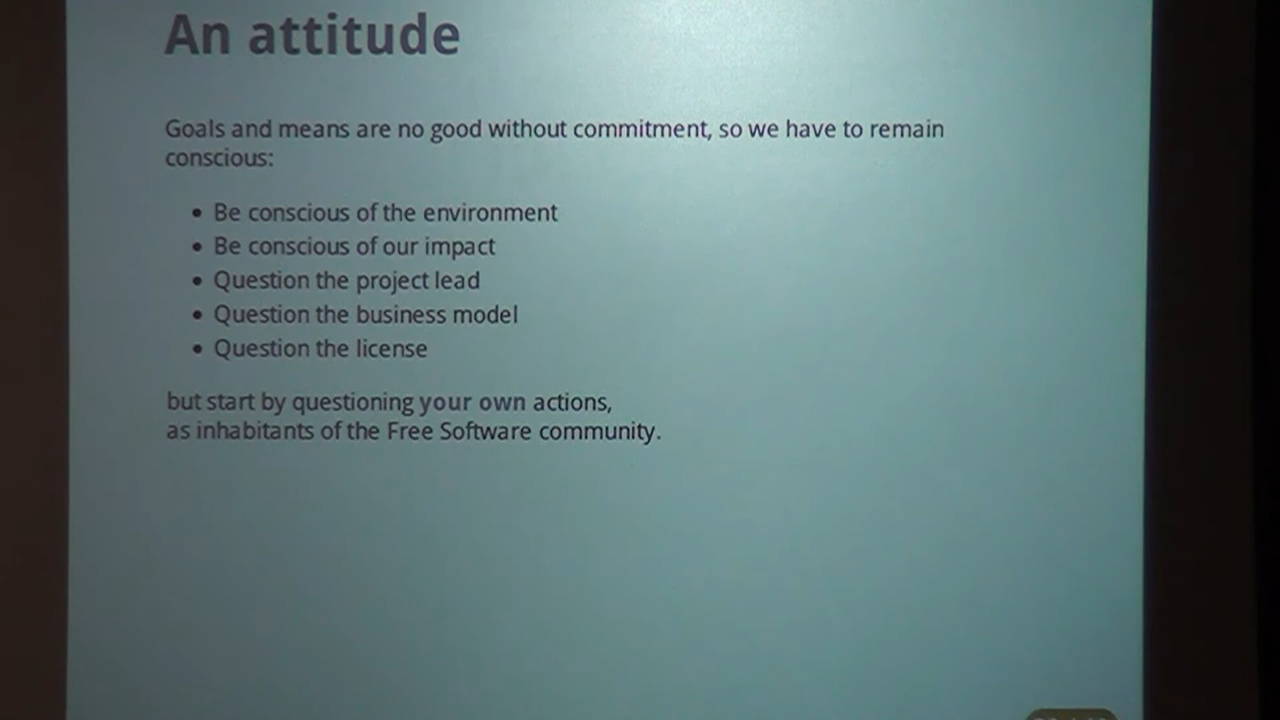 An attitude
Goals and means are no good without commitment, so we have to remain
conscious:
• Be conscious of the environment
• Be conscious of our impact
• Question the project lead
• Question the business model
• Question the license
but start by questioning your own actions,
as inhabitants of the Free Software community.